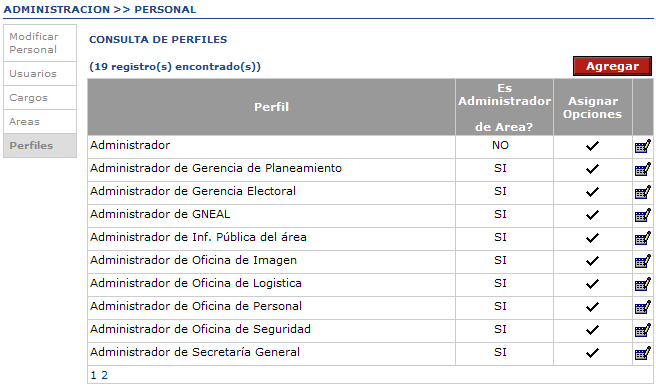 ADMINISTRACION >> PERSONAL
Modificar
Personal
Usuarios
Cargos
Areas
Perfiles
CONSULTA DE PERFILES
(19 registro(s) encontrado(s))
Agregar
Perfil
Es
Administrador
de Area?
Asignar
Opciones
Administrador NO
Administrador de Gerencia de Planeamiento SI
Administrador de Gerencia Electoral SI
Administrador de GNEAL SI
Administrador de Inf. Pública del área SI
Administrador de Oficina de Imagen SI
Administrador de Oficina de Logistica SI
Administrador de Oficina de Personal SI
Administrador de Oficina de Seguridad SI
Administrador de Secretaría General SI
1 2